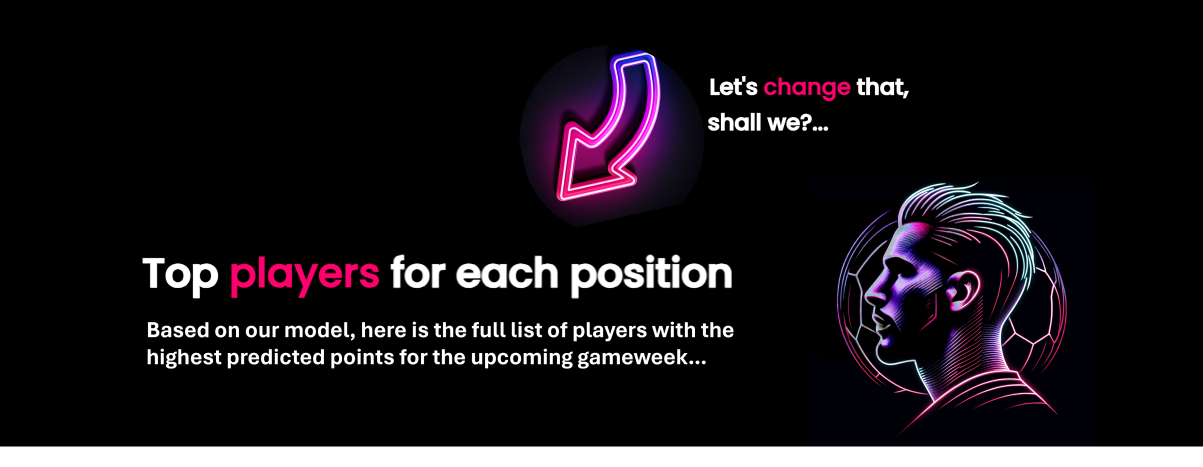 Let's change that,
shall we?...
Top players for each position
Based on our model, here is the full list of players with the
highest predicted points for the upcoming gameweek...